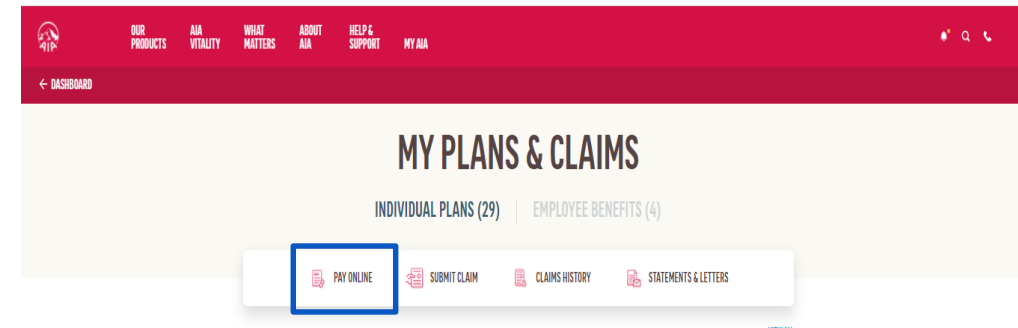 AIA
OUR PRODUCTS
AIA VITALITY
WHAT MATTERS
ABOUT AIA
HELP & SUPPORT
MY AIA
← DASHBOARD
MY PLANS & CLAIMS
INDIVIDUAL PLANS (29) | EMPLOYEE BENEFITS (4)
PAY ONLINE
SUBMIT CLAIM
CLAIMS HISTORY
STATEMENTS & LETTERS